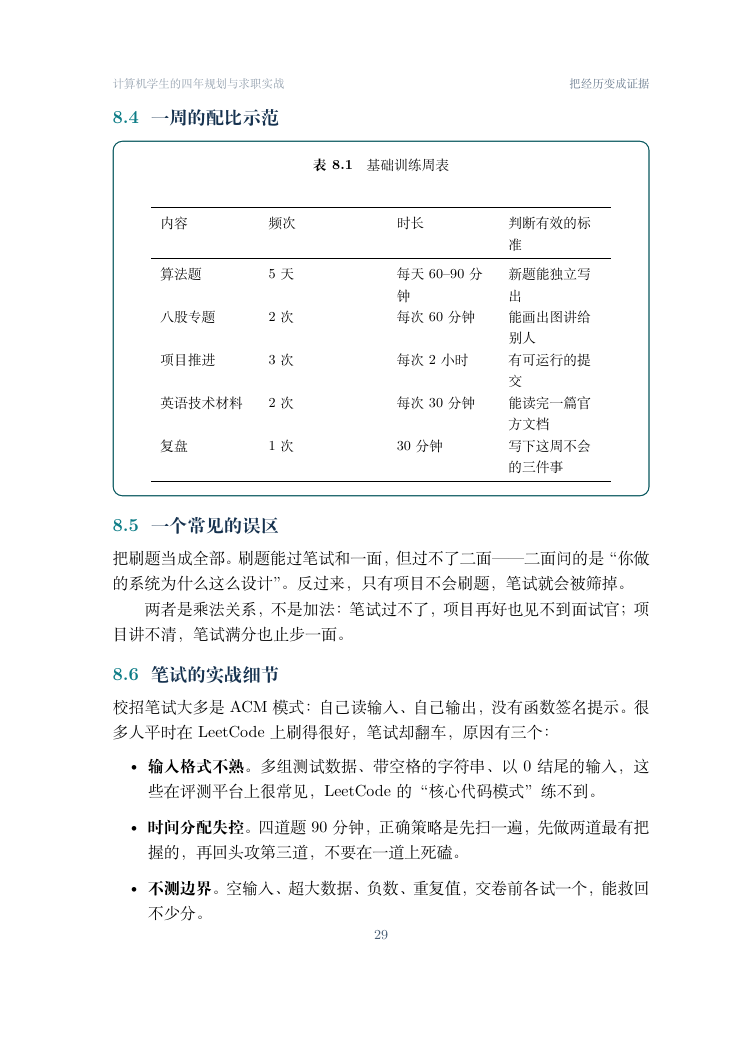 计算机学生的四年规划与求职实战 把经历变成证据
8.4 一周的配比示范
表 8.1 基础训练周表
内容 频次 时长 判断有效的标
准
算法题 5 天 每天 60–90 分 新题能独立写
钟 出
八股专题 2 次 每次 60 分钟 能画出图讲给
别人
项目推进 3 次 每次 2 小时 有可运行的提
交
英语技术材料 2 次 每次 30 分钟 能读完一篇官
方文档
复盘 1 次 30 分钟 写下这周不会
的三件事
8.5 一个常见的误区
把刷题当成全部。刷题能过笔试和一面，但过不了二面——二面问的是 “你做
的系统为什么这么设计”。反过来，只有项目不会刷题，笔试就会被筛掉。
两者是乘法关系，不是加法：笔试过不了，项目再好也见不到面试官；项
目讲不清，笔试满分也止步一面。
8.6 笔试的实战细节
校招笔试大多是 ACM 模式：自己读输入、自己输出，没有函数签名提示。很
多人平时在 LeetCode 上刷得很好，笔试却翻车，原因有三个：
• 输入格式不熟。多组测试数据、带空格的字符串、以 0 结尾的输入，这
些在评测平台上很常见，LeetCode 的 “核心代码模式” 练不到。
• 时间分配失控。四道题 90 分钟，正确策略是先扫一遍，先做两道最有把
握的，再回头攻第三道，不要在一道上死磕。
• 不测边界。空输入、超大数据、负数、重复值，交卷前各试一个，能救回
不少分。
29